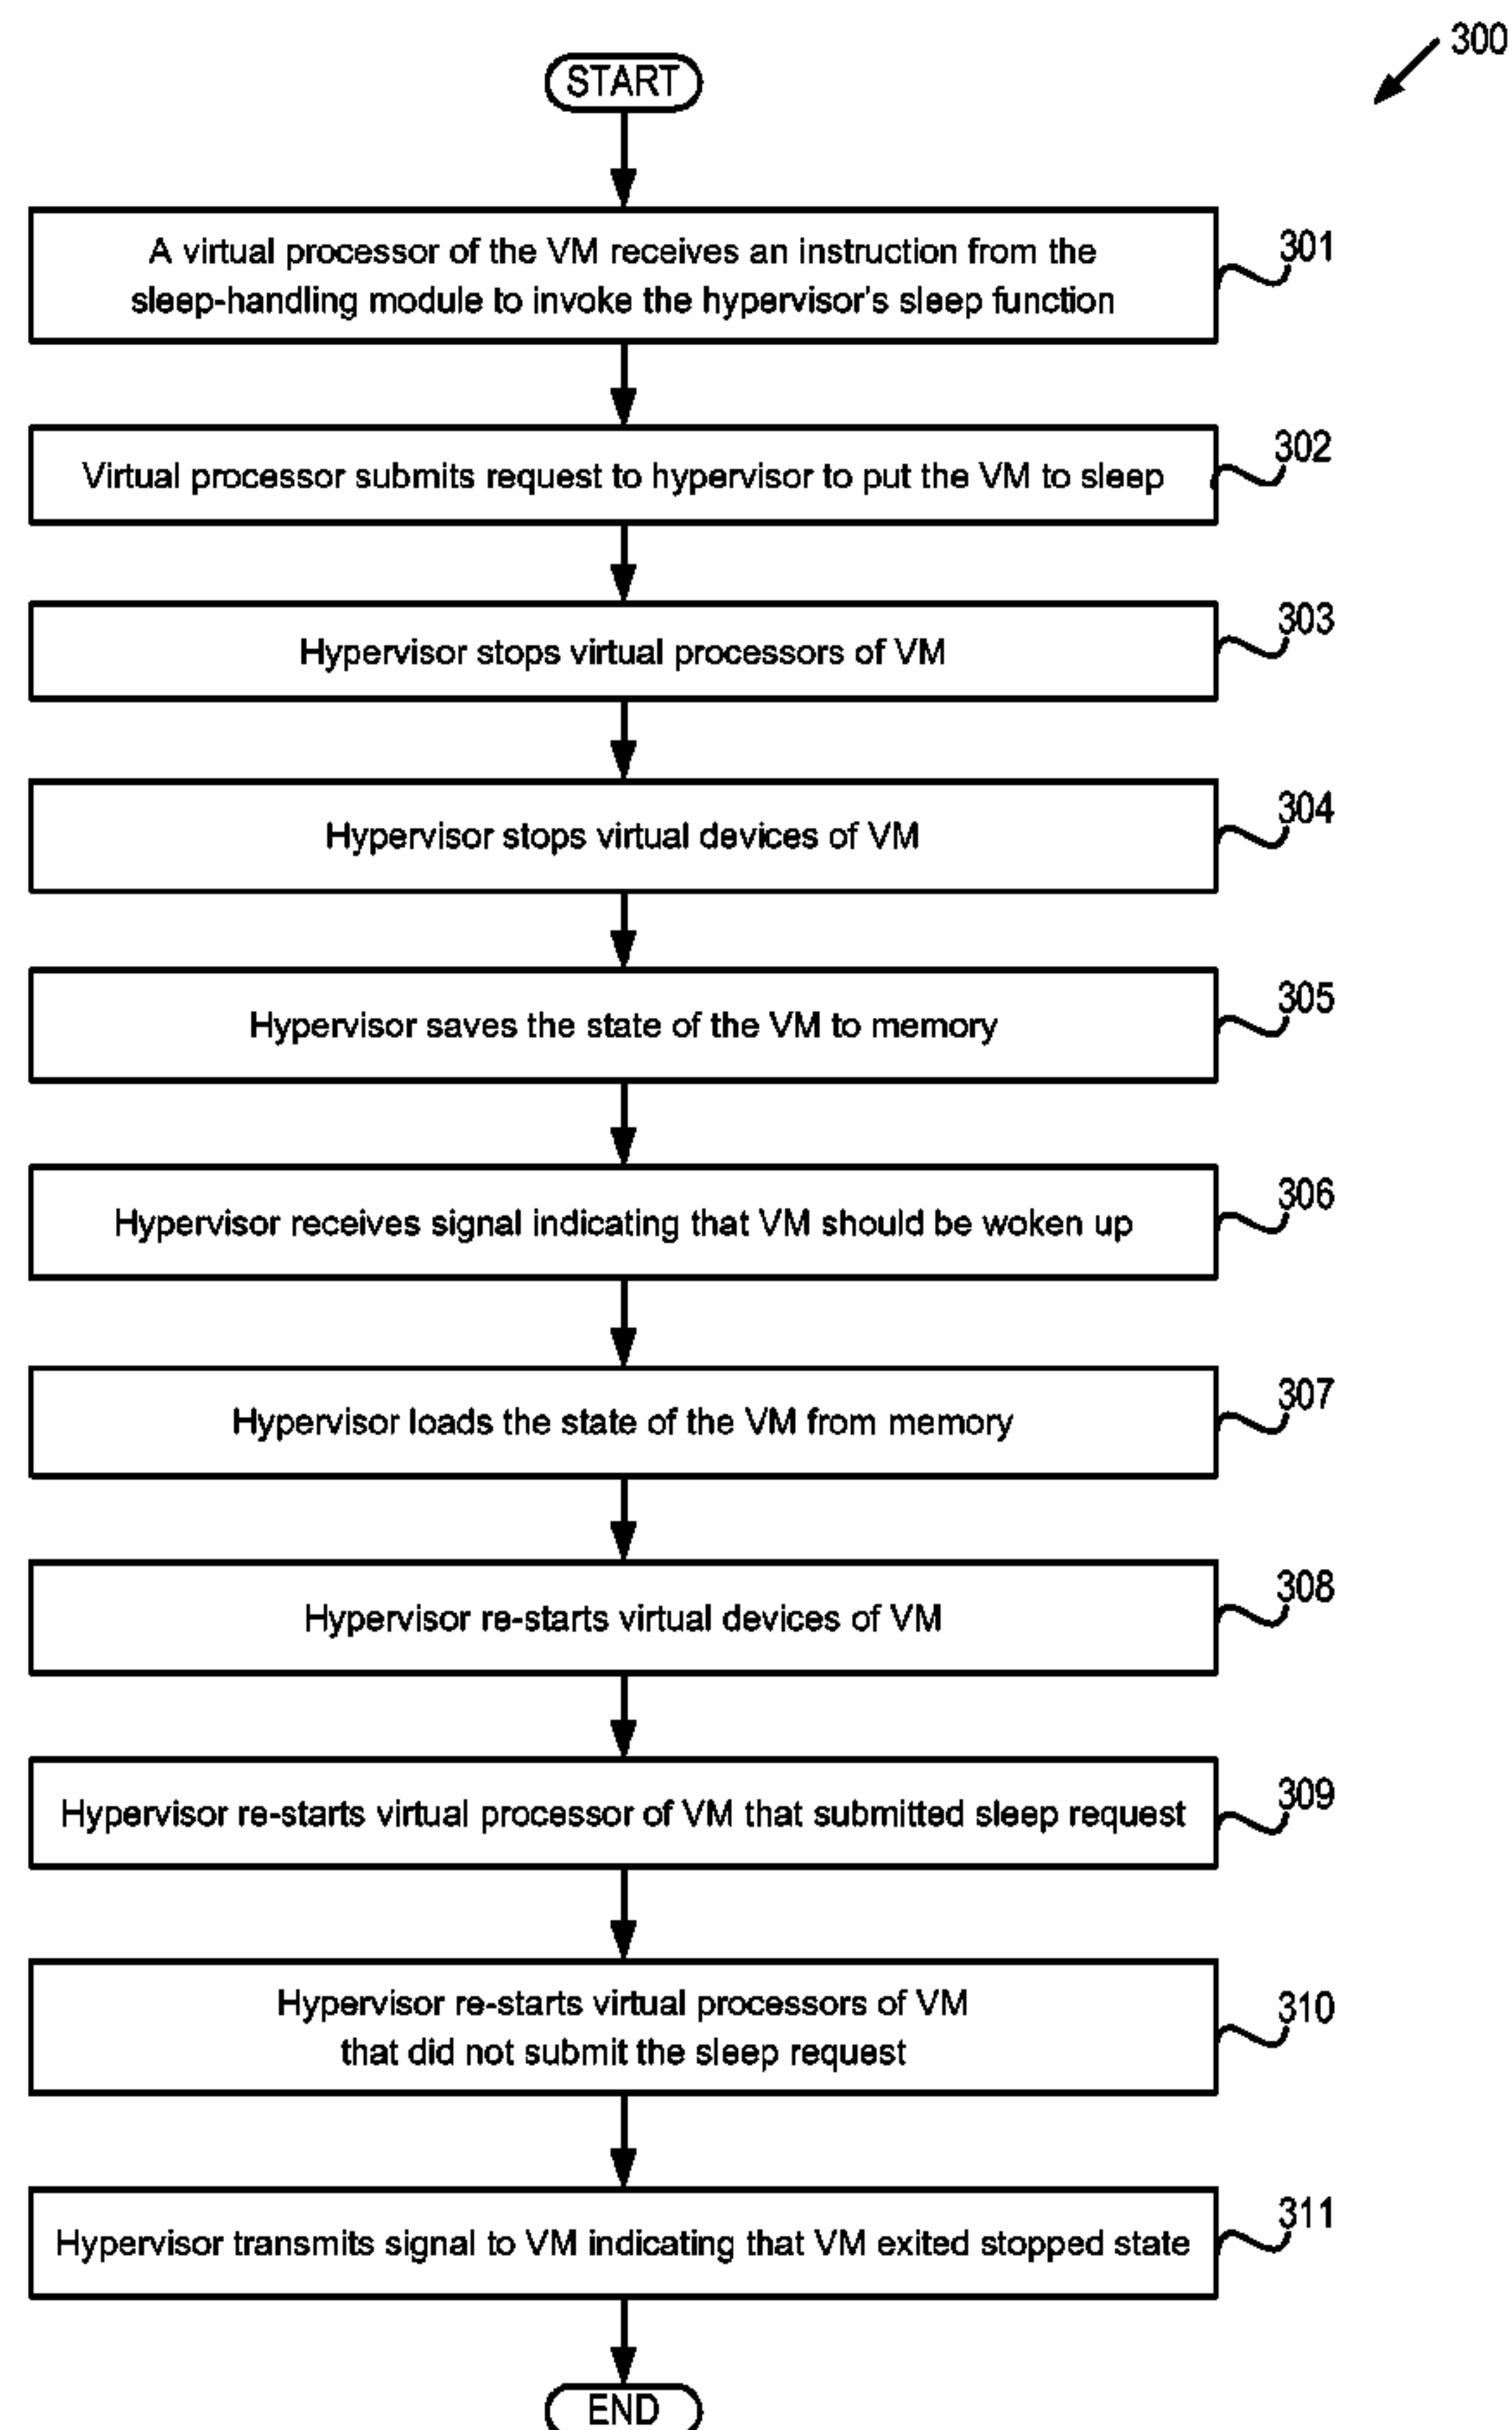 300
START
A virtual processor of the VM receives an instruction from the
sleep-handling module to invoke the hypervisor's sleep function
301
Virtual processor submits request to hypervisor to put the VM to sleep
302
Hypervisor stops virtual processors of VM
303
Hypervisor stops virtual devices of VM
304
Hypervisor saves the state of the VM to memory
305
Hypervisor receives signal indicating that VM should be woken up
306
Hypervisor loads the state of the VM from memory
307
Hypervisor re-starts virtual devices of VM
308
Hypervisor re-starts virtual processor of VM that submitted sleep request
309
Hypervisor re-starts virtual processors of VM
that did not submit the sleep request
310
Hypervisor transmits signal to VM indicating that VM exited stopped state
311
END